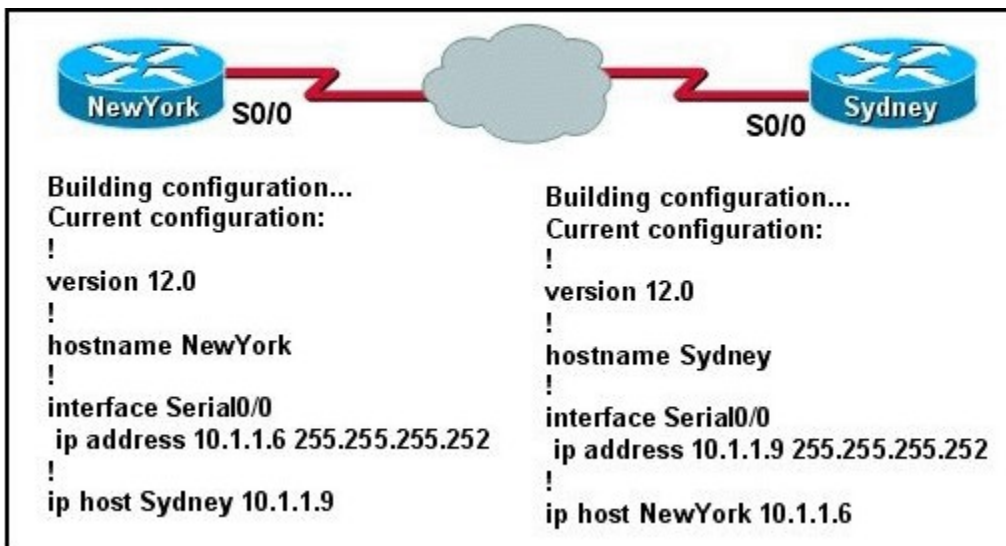 NewYork
S0/0
S0/0
Sydney
Building configuration...
Current configuration:
!
version 12.0
!
hostname NewYork
!
interface Serial0/0
ip address 10.1.1.6 255.255.255.252
!
ip host Sydney 10.1.1.9
Building configuration...
Current configuration:
!
version 12.0
!
hostname Sydney
!
interface Serial0/0
ip address 10.1.1.9 255.255.255.252
!
ip host NewYork 10.1.1.6